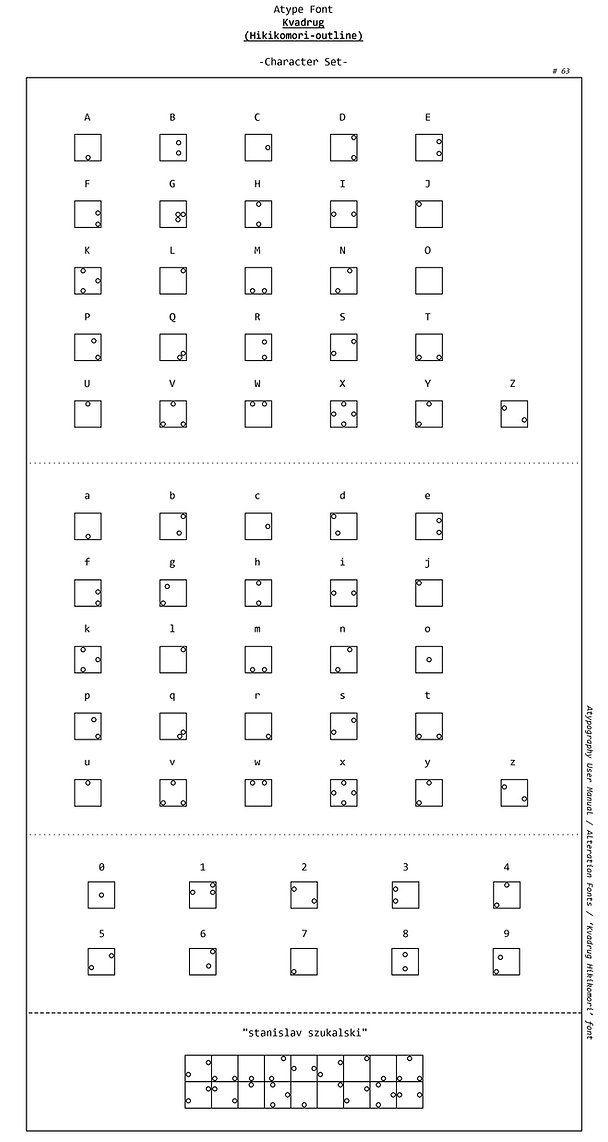 Atype Font
Kvadrug
(Hikikomori-outline)
-Character Set-
# 63
A B C D E
F G H I J
K L M N O
P Q R S T
U V W X Y Z
a b c d e
f g h i j
k l m n o
p q r s t
u v w x y z
0 1 2 3 4
5 6 7 8 9
"stanislav szukalski"
Atypography User Manual / Alteration Fonts / 'Kvadrug Hikikomori' font